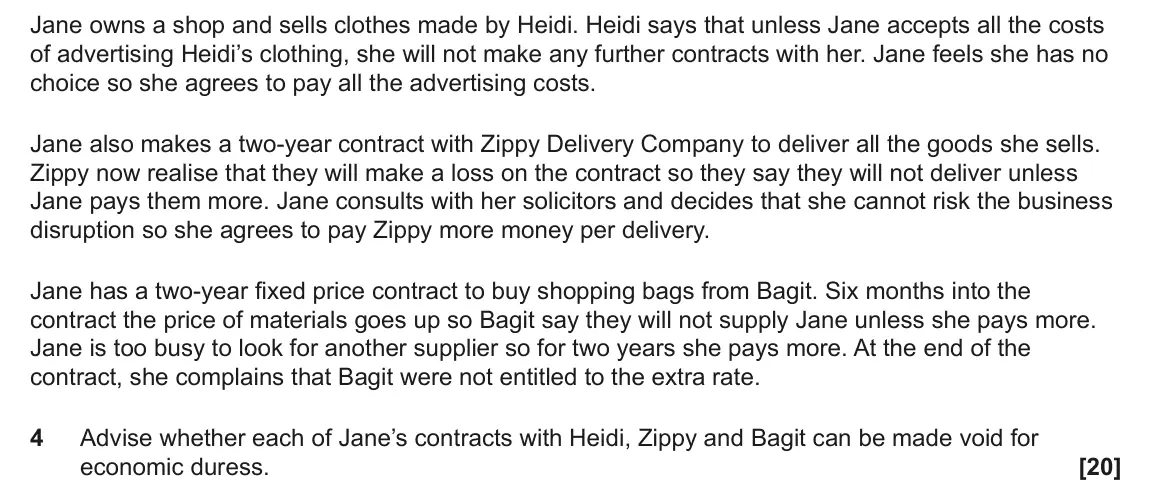 Jane owns a shop and sells clothes made by Heidi. Heidi says that unless Jane accepts all the costs
of advertising Heidi’s clothing, she will not make any further contracts with her. Jane feels she has no
choice so she agrees to pay all the advertising costs.
Jane also makes a two-year contract with Zippy Delivery Company to deliver all the goods she sells.
Zippy now realise that they will make a loss on the contract so they say they will not deliver unless
Jane pays them more. Jane consults with her solicitors and decides that she cannot risk the business
disruption so she agrees to pay Zippy more money per delivery.
Jane has a two-year fixed price contract to buy shopping bags from Bagit. Six months into the
contract the price of materials goes up so Bagit say they will not supply Jane unless she pays more.
Jane is too busy to look for another supplier so for two years she pays more. At the end of the
contract, she complains that Bagit were not entitled to the extra rate.
4 Advise whether each of Jane’s contracts with Heidi, Zippy and Bagit can be made void for
economic duress. [20]